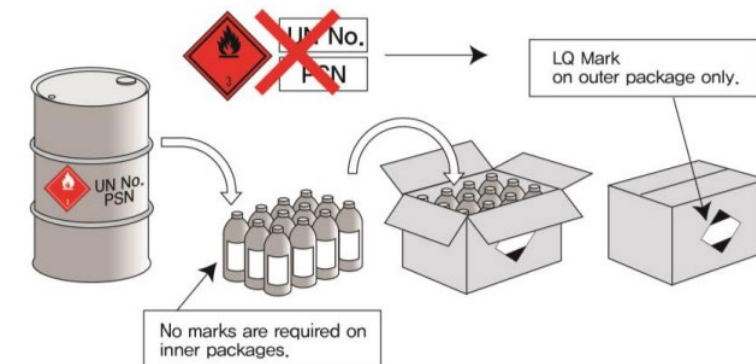 UN No.
PSN
3
LQ Mark
on outer package only.
UN No.
PSN
No marks are required on
inner packages.